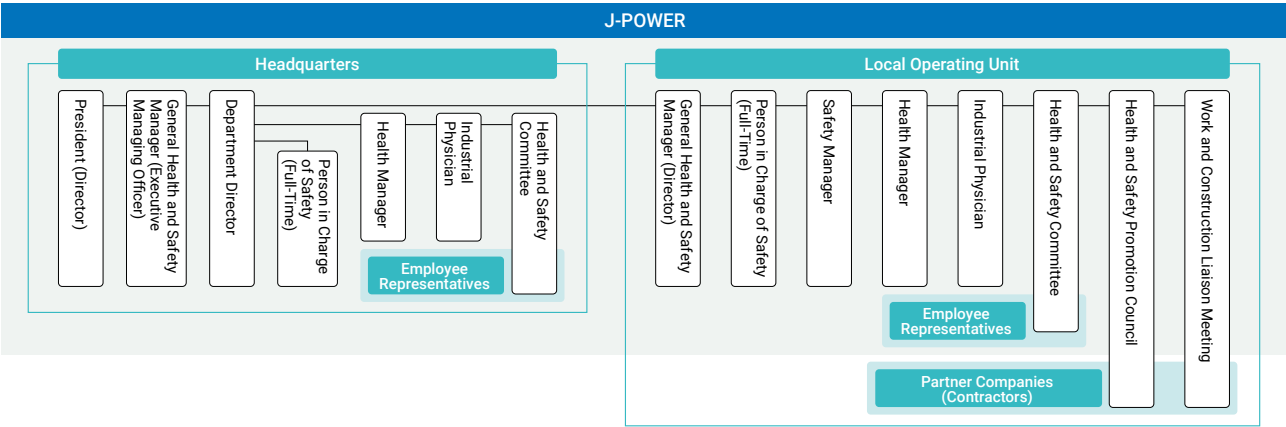 J-POWER
Headquarters
President (Director)
General Health and Safety
Manager (Executive
Managing Officer)
Department Director
Person in Charge
of Safety
(Full-Time)
Health Manager
Industrial
Physician
Health and Safety
Committee
Employee
Representatives
Local Operating Unit
General Health and Safety
Manager (Director)
Person in Charge of Safety
(Full-Time)
Safety Manager
Health Manager
Industrial Physician
Health and Safety Committee
Health and Safety Promotion Council
Work and Construction Liaison Meeting
Employee
Representatives
Partner Companies
(Contractors)